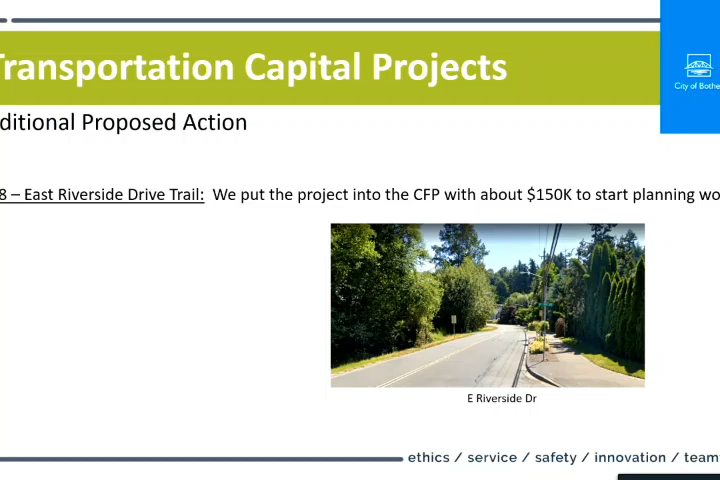 Transportation Capital Projects
City of Bothe
ditional Proposed Action
8 – East Riverside Drive Trail: We put the project into the CFP with about $150K to start planning wo
E Riverside Dr
ethics / service / safety / innovation / team